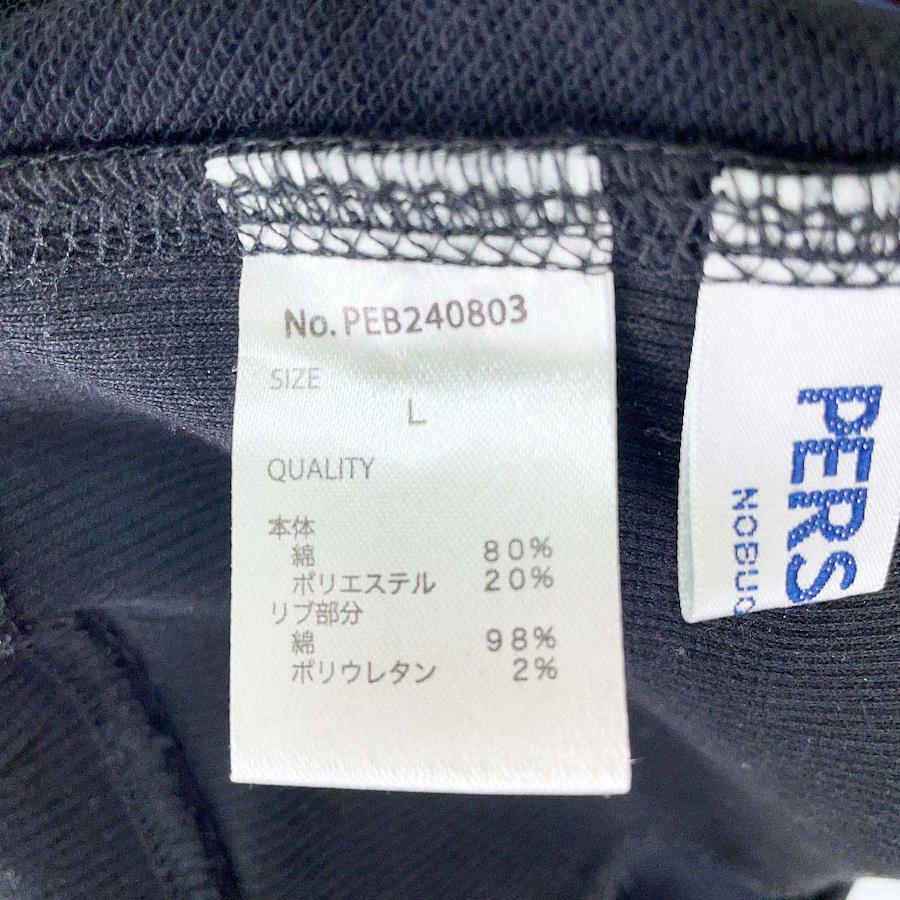 No. PEB240803
SIZE
L
QUALITY
本体
綿 80%
ポリエステル 20%
リブ部分
綿 98%
ポリウレタン 2%
PERS
NOBUO